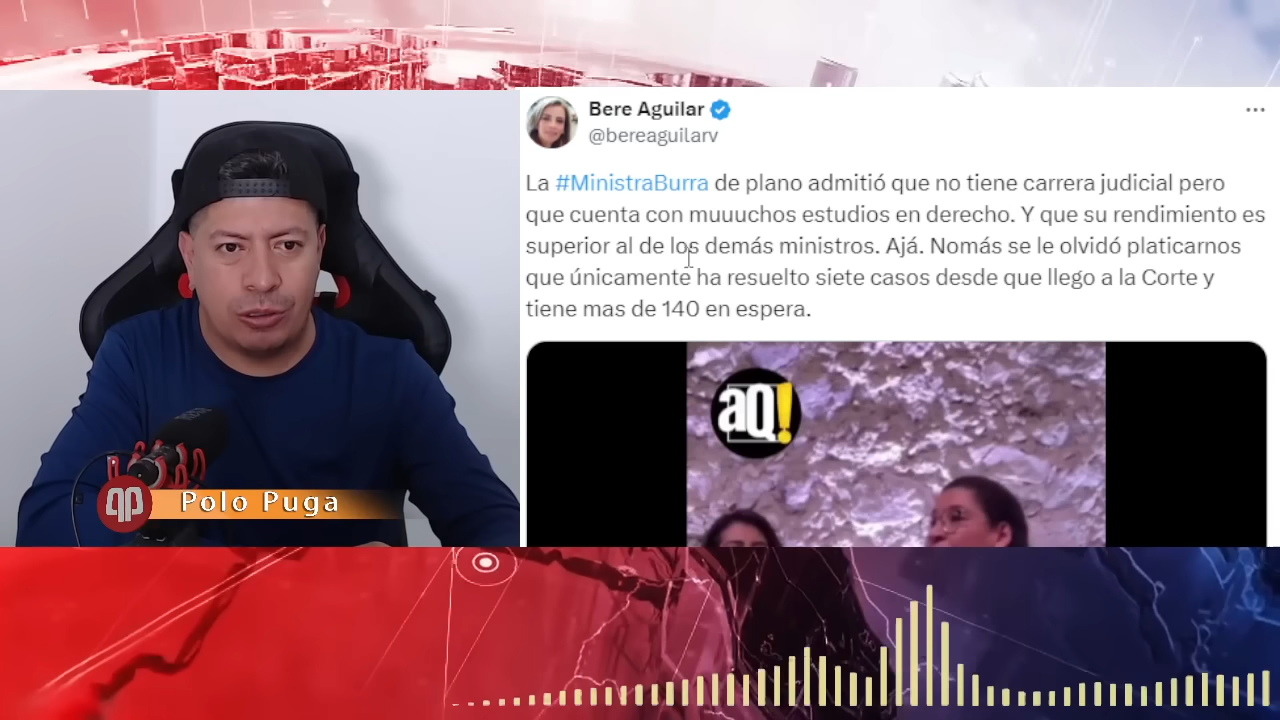 Bere Aguilar
@bereaguilarv
La #MinistraBurra de plano admitió que no tiene carrera judicial pero
que cuenta con muuuchos estudios en derecho. Y que su rendimiento es
superior al de los demás ministros. Ajá. Nomás se le olvidó platicarnos
que únicamente ha resuelto siete casos desde que llego a la Corte y
tiene mas de 140 en espera.
aQ!
Polo Puga